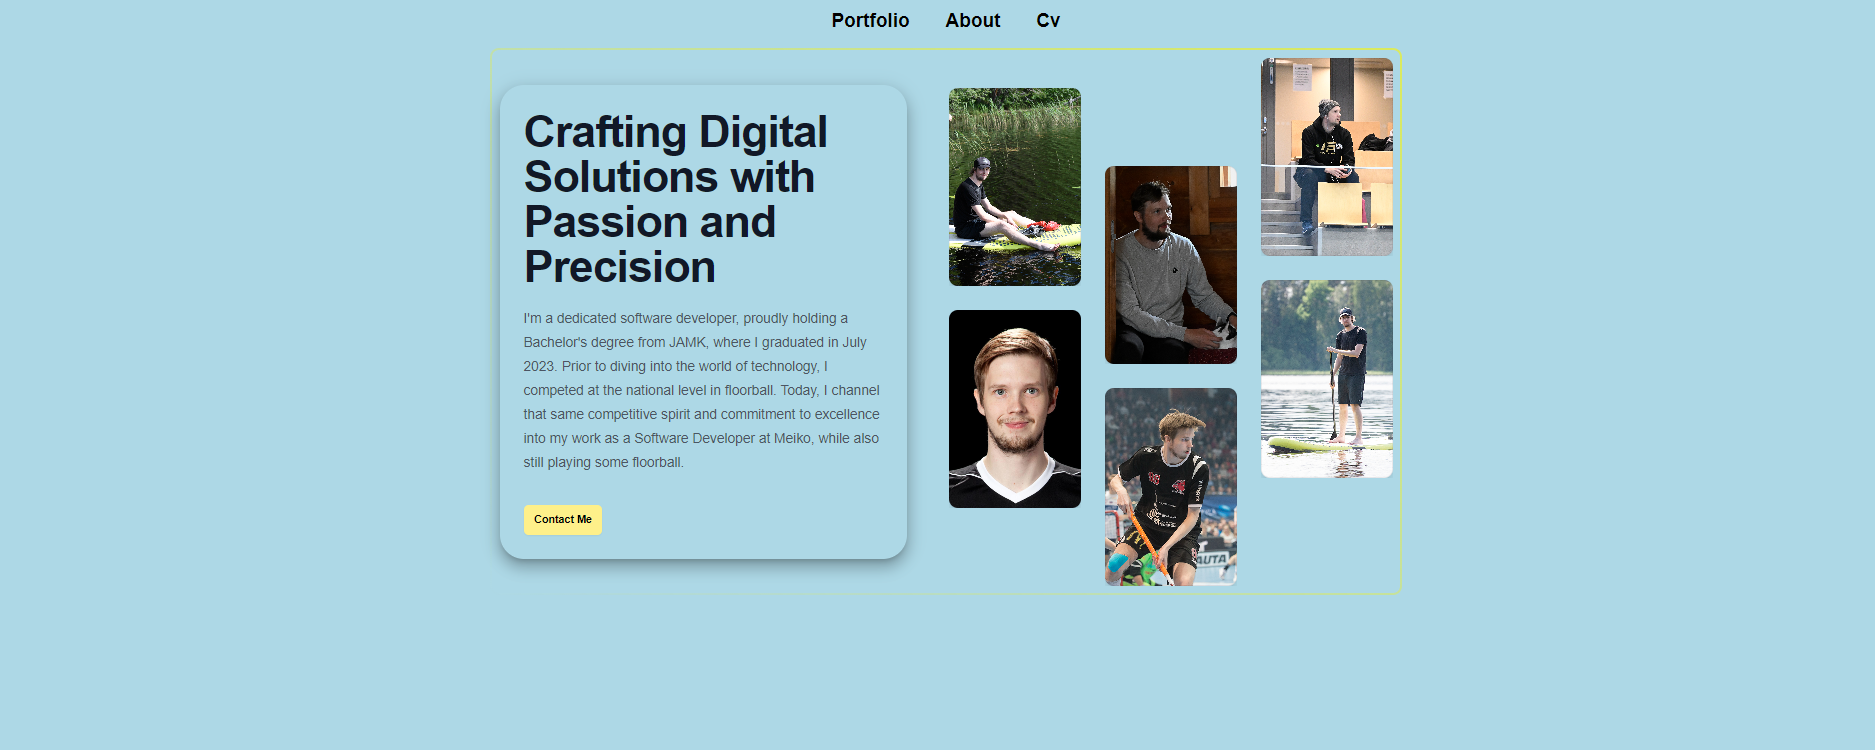 Portfolio About Cv
Crafting Digital
Solutions with
Passion and
Precision
I'm a dedicated software developer, proudly holding a
Bachelor's degree from JAMK, where I graduated in July
2023. Prior to diving into the world of technology, I
competed at the national level in floorball. Today, I channel
that same competitive spirit and commitment to excellence
into my work as a Software Developer at Meiko, while also
still playing some floorball.
Contact Me
AUTA